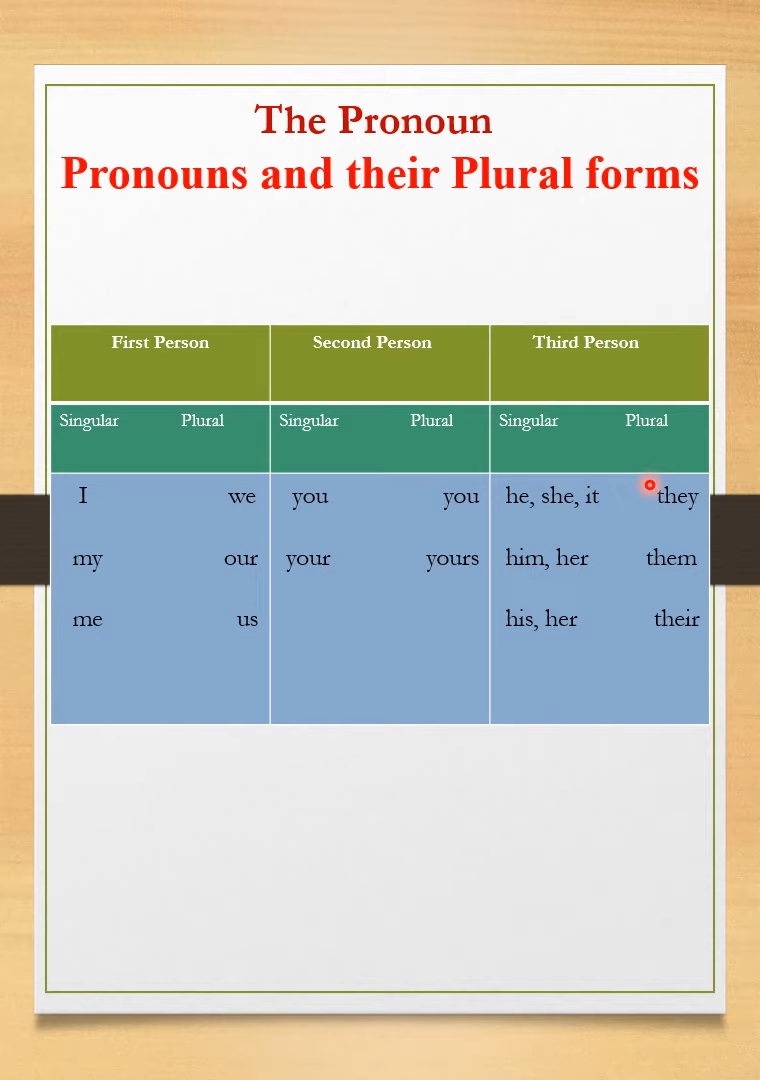 The Pronoun
Pronouns and their Plural forms
First Person Second Person Third Person
Singular Plural Singular Plural Singular Plural
I we you you he, she, it they
my our your yours him, her them
me us his, her their